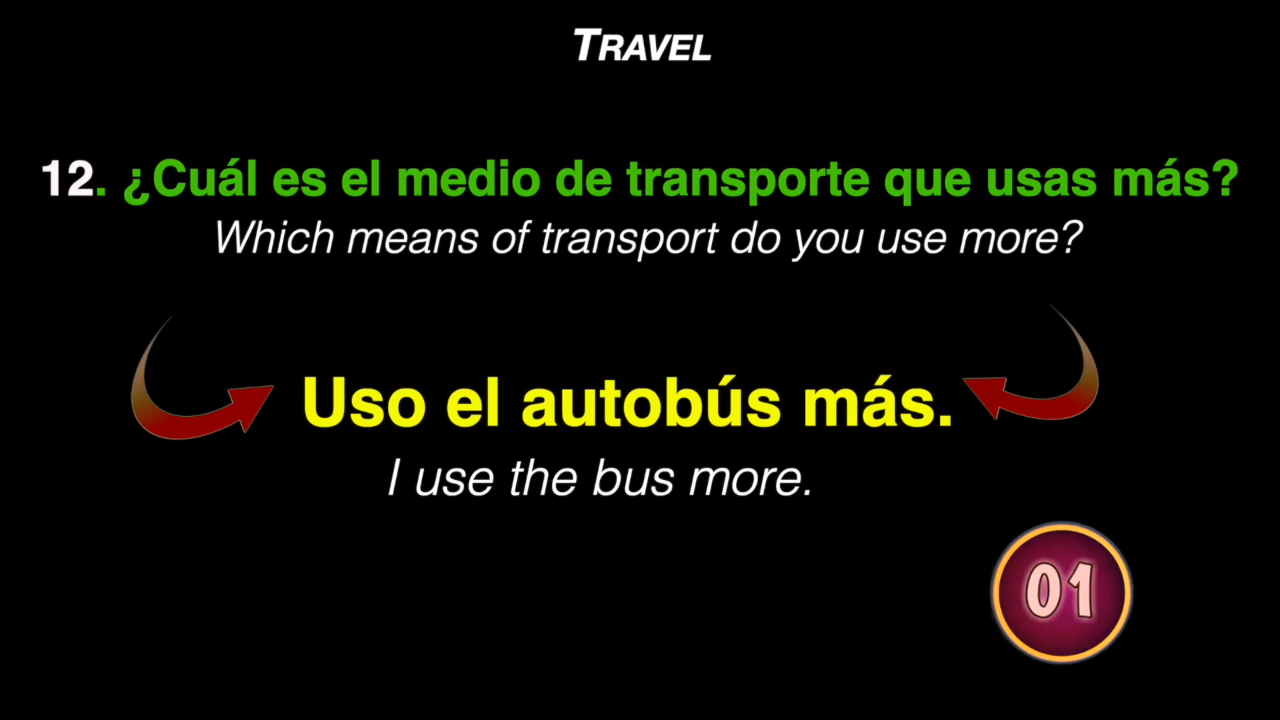 TRAVEL
12. ¿Cuál es el medio de transporte que usas más?
Which means of transport do you use more?
Uso el autobús más.
I use the bus more.
01